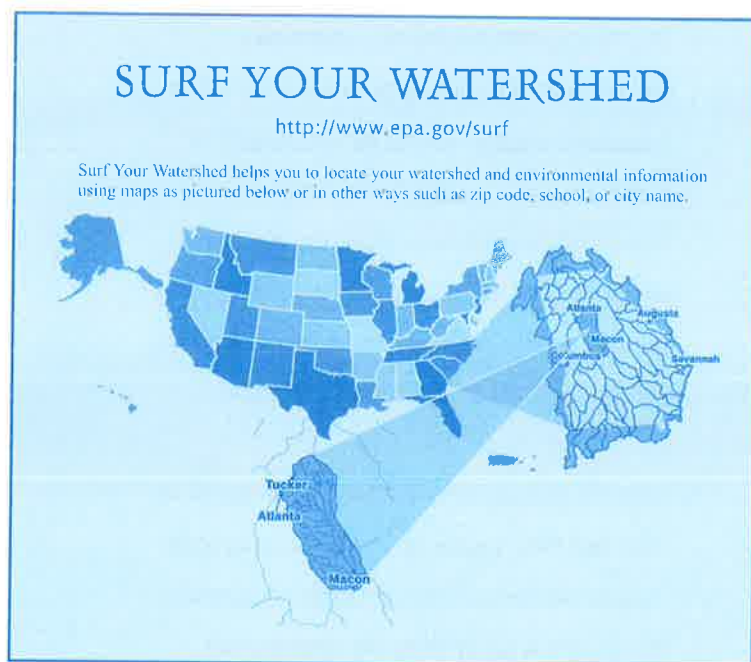 SURF YOUR WATERSHED
http://www.epa.gov/surf
Surf Your Watershed helps you to locate your watershed and environmental information
using maps as pictured below or in other ways such as zip code, school, or city name.
Atlanta
Augusta
Macon
Columbus
Savannah
Tucker
Atlanta
Macon